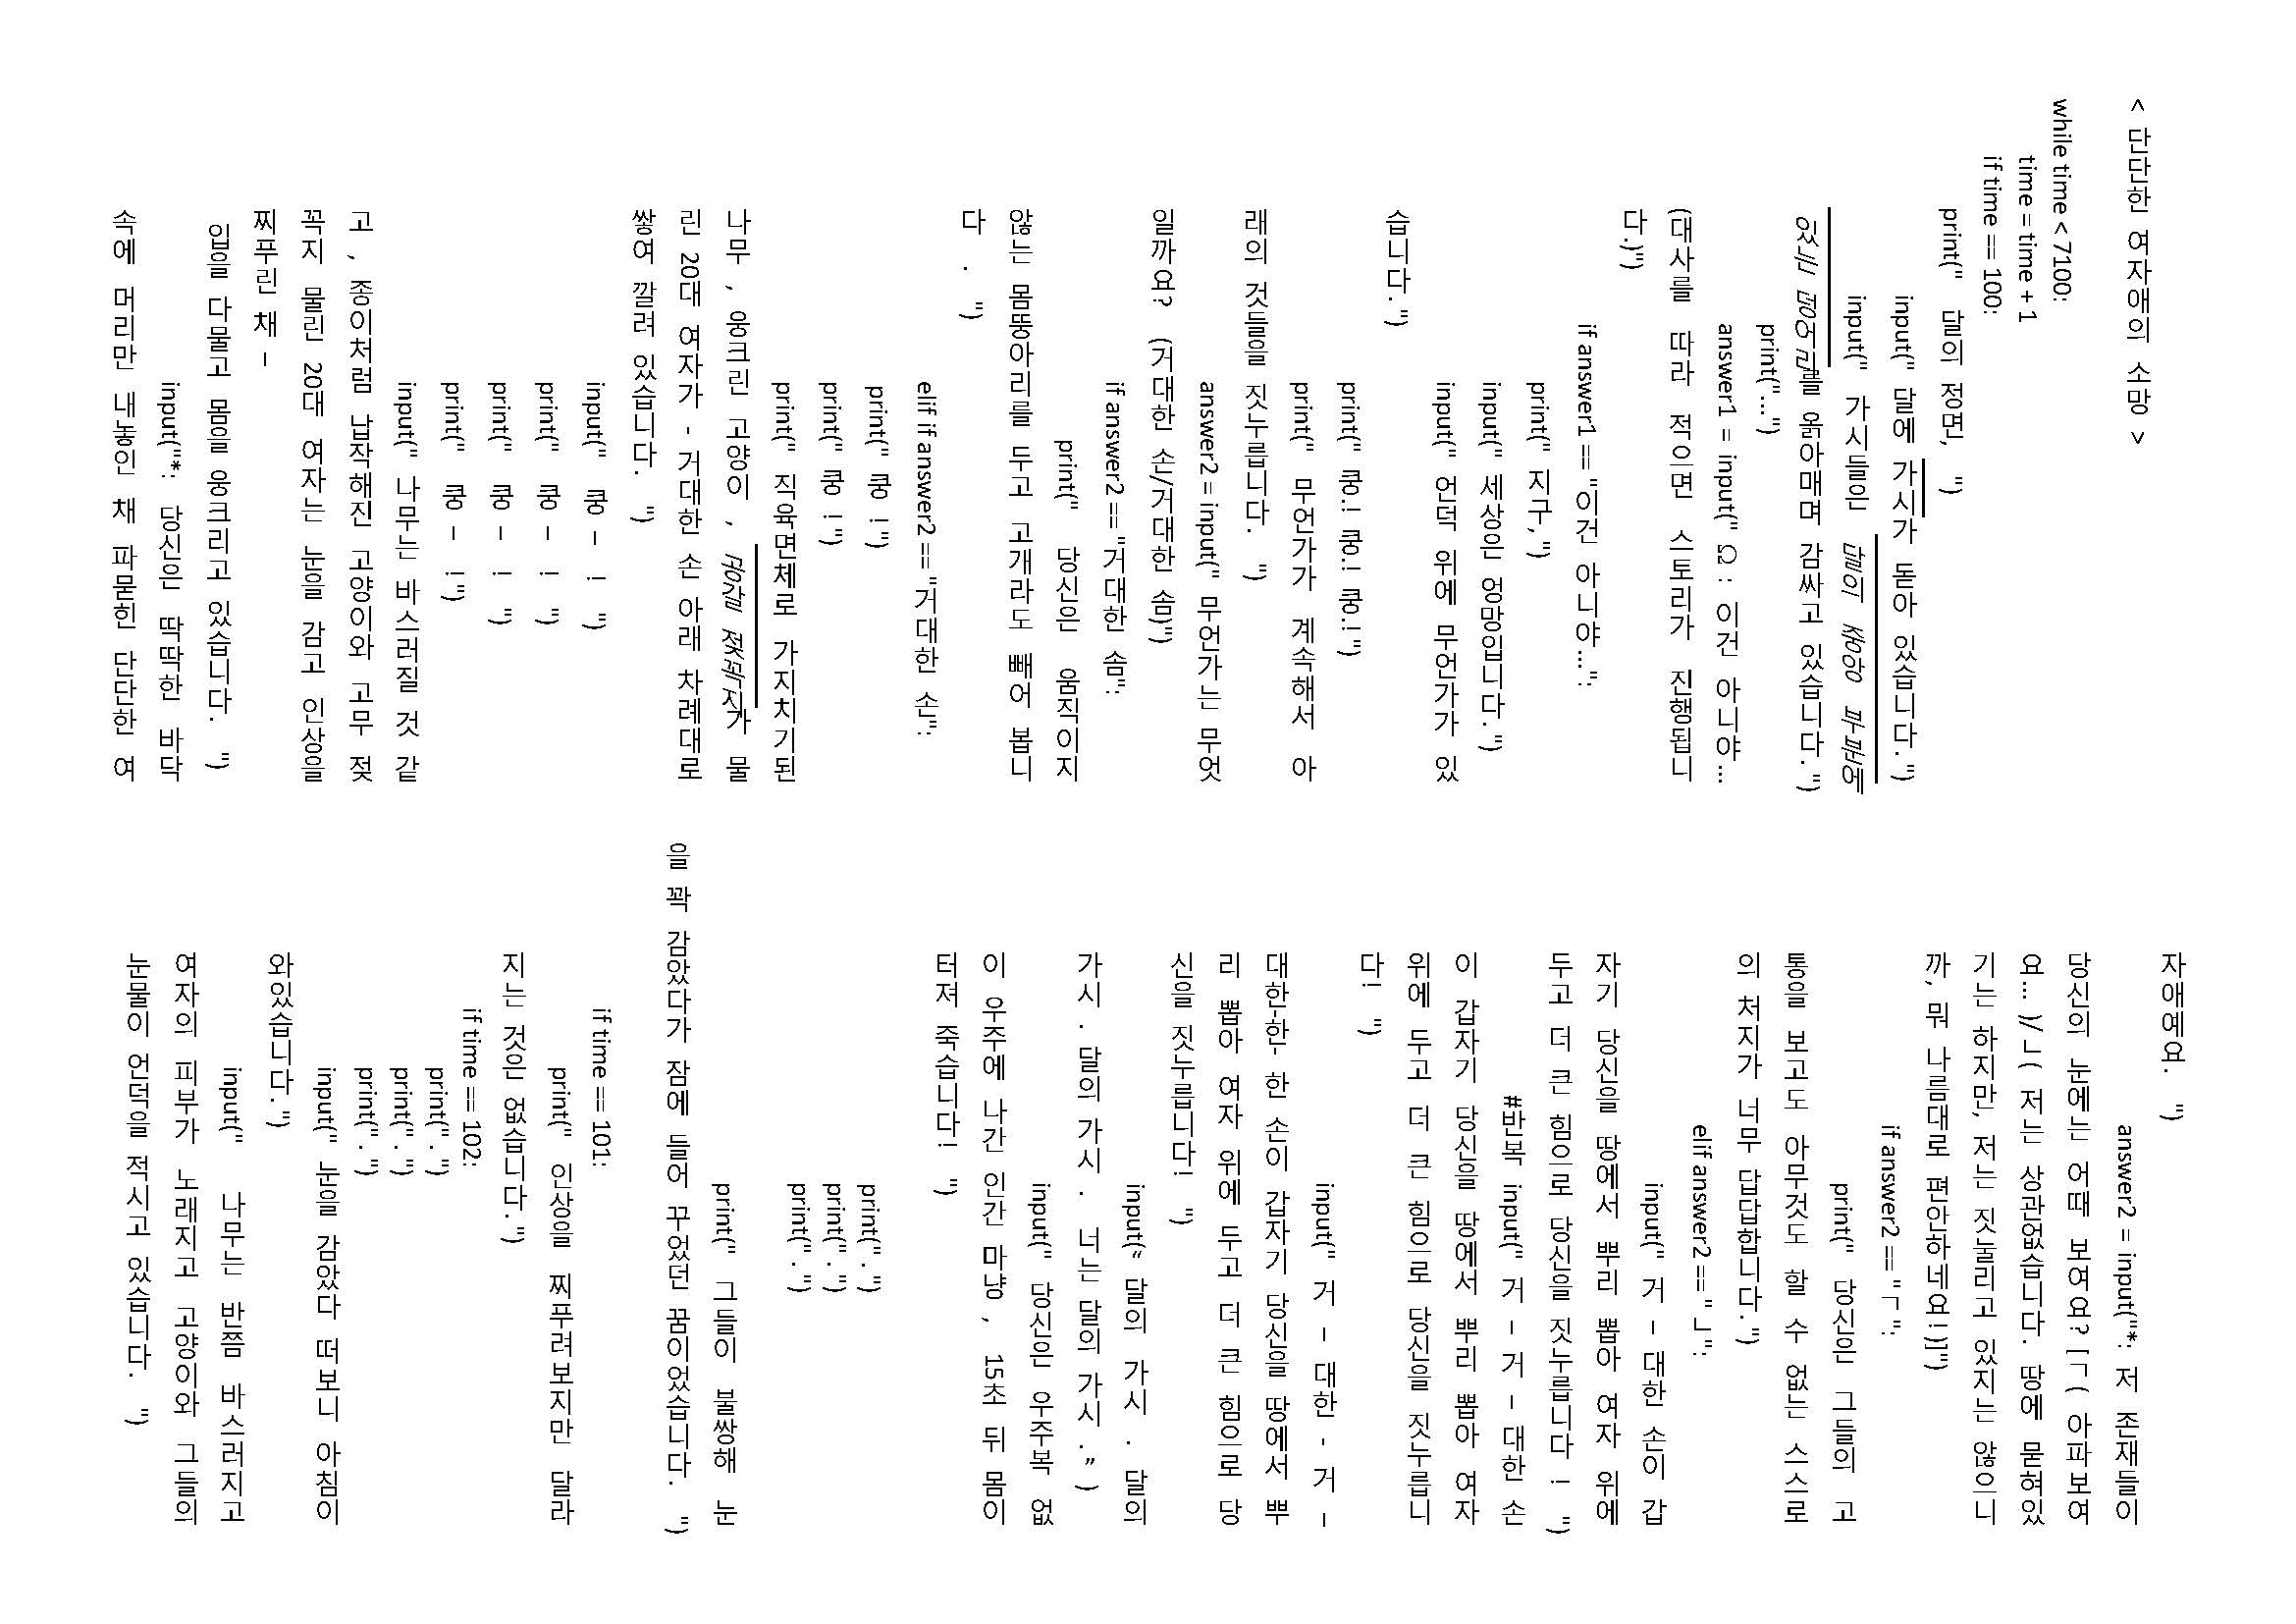 < 단단한 여자애의 소망 >
while time < 7100:
time = time + 1
if time == 100:
print(" 달의 정면, ")
input(" 달에 가시가 돋아 있습니다. ")
input(" 가시들은 달의 중앙 부분에
있는 덩어리를 옭아매며 감싸고 있습니다. ")
print("…")
answer1 = input(" Ω : 이건 아니야…
(대사를 따라 적으면 스토리가 진행됩니
다.)")
if answer1 == "이건 아니야…":
print(" 지구, ")
input(" 세상은 엉망입니다. ")
input(" 언덕 위에 무언가가 있
습니다. ")
print(" 쿵.! 쿵.! 쿵.!")
print(" 무언가가 계속해서 아
래의 것들을 짓누릅니다. ")
answer2 = input(" 무언가는 무엇
일까요? (거대한 손/거대한 솜)")
if answer2 == "거대한 솜":
print(" 당신은 움직이지
않는 몸뚱아리를 두고 고개라도 빼어 봅니
다 . ")
elif if answer2 == "거대한 손":
print(" 쿵 !")
print(" 쿵 !")
print(" 직육면체로 가지치기된
나무 , 웅크린 고양이 , 공갈 젖꼭지가 물
린 20대 여자가 - 거대한 손 아래 차례대로
쌓여 깔려 있습니다. ")
input(" 쿵 – ! ")
print(" 쿵 – ! ")
print(" 쿵 – ! ")
print(" 쿵 – !")
input(" 나무는 바스러질 것 같
고 , 종이처럼 납작해진 고양이와 고무 젖
꼭지 물린 20대 여자는 눈을 감고 인상을
찌푸린 채 –
입을 다물고 몸을 웅크리고 있습니다. ")
input("*: 당신은 딱딱한 바닥
속에 머리만 내놓인 채 파묻힌 단단한 여
자애예요. ")
answer2 = input("*: 저 존재들이
당신의 눈에는 어때 보여요? [ㄱ( 아파보여
요… )/ㄴ( 저는 상관없습니다. 땅에 묻혀있
기는 하지만, 저는 짓눌리고 있지는 않으니
까, 뭐 나름대로 편안하네요! )]")
if answer2 == "ㄱ":
print(" 당신은 그들의 고
통을 보고도 아무것도 할 수 없는 스스로
의 처지가 너무 답답합니다. ")
elif answer2 == "ㄴ":
input(" 거 – 대한 손이 갑
자기 당신을 땅에서 뿌리 뽑아 여자 위에
두고 더 큰 힘으로 당신을 짓누릅니다 ! ")
#반복 input(" 거 – 거 – 대한 손
이 갑자기 당신을 땅에서 뿌리 뽑아 여자
위에 두고 더 큰 힘으로 당신을 짓누릅니
다! ")
input(" 거 – 대한 - 거 –
대한-한- 한 손이 갑자기 당신을 땅에서 뿌
리 뽑아 여자 위에 두고 더 큰 힘으로 당
신을 짓누릅니다! ")
input(“ 달의 가시 . 달의
가시 . 달의 가시 . 너는 달의 가시 . ”)
input(" 당신은 우주복 없
이 우주에 나간 인간 마냥 , 15초 뒤 몸이
터져 죽습니다! ")
print(". ")
print(". ")
print(". ")
print(" 그들이 불쌍해 눈
을 꽉 감았다가 잠에 들어 꾸었던 꿈이었습니다. ")
if time == 101:
print(" 인상을 찌푸려보지만 달라
지는 것은 없습니다. ")
if time == 102:
print(". ")
print(". ")
print(". ")
input(" 눈을 감았다 떠보니 아침이
와있습니다. ")
input(" 나무는 반쯤 바스러지고
여자의 피부가 노래지고 고양이와 그들의
눈물이 언덕을 적시고 있습니다. ")